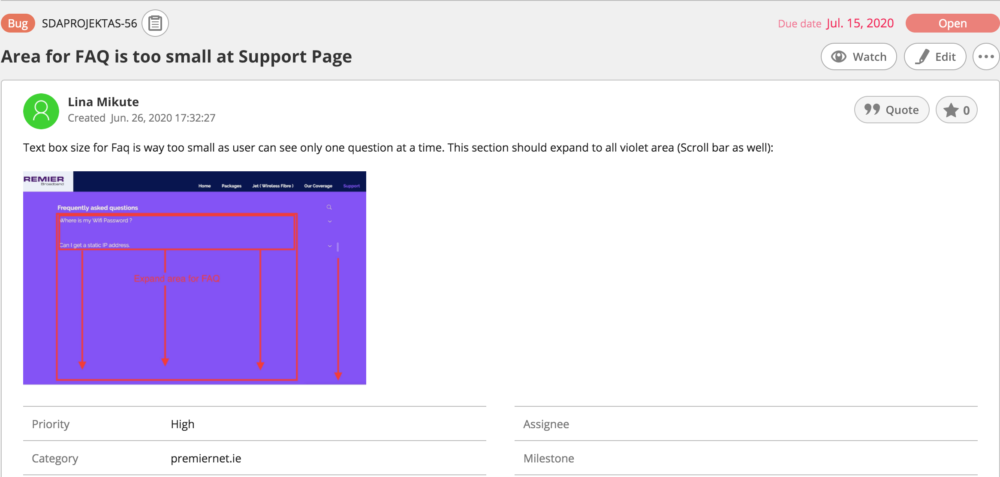 Bug SDAPROJEKTAS-56 Due date Jul. 15, 2020 Open
Area for FAQ is too small at Support Page Watch Edit
Lina Mikute
Created Jun. 26, 2020 17:32:27
Quote 0
Text box size for Faq is way too small as user can see only one question at a time. This section should expand to all violet area (Scroll bar as well):
REMIER
Broadband
Home Packages Jet ( Wireless Fibre ) Our Coverage Support
Frequently asked questions
Where is my Wifi Password ?
Can I get a static IP address.
Expand area for FAQ
Priority High Assignee
Category premiernet.ie Milestone